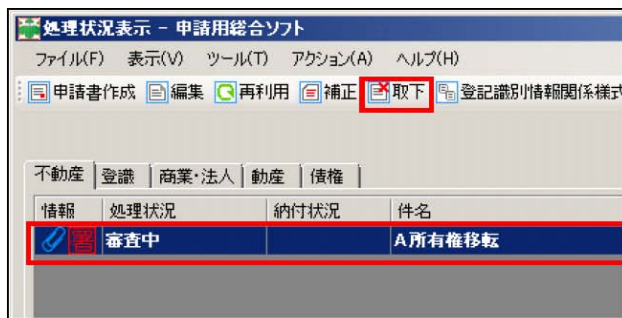 処理状況表示 - 申請用総合ソフト
ファイル(F) 表示(V) ツール(T) アクション(A) ヘルプ(H)
申請書作成 編集 再利用 補正 取下 登記識別情報関係様式
不動産 登識 商業・法人 動産 債権
情報 処理状況 納付状況 件名
署 審査中 A所有権移転